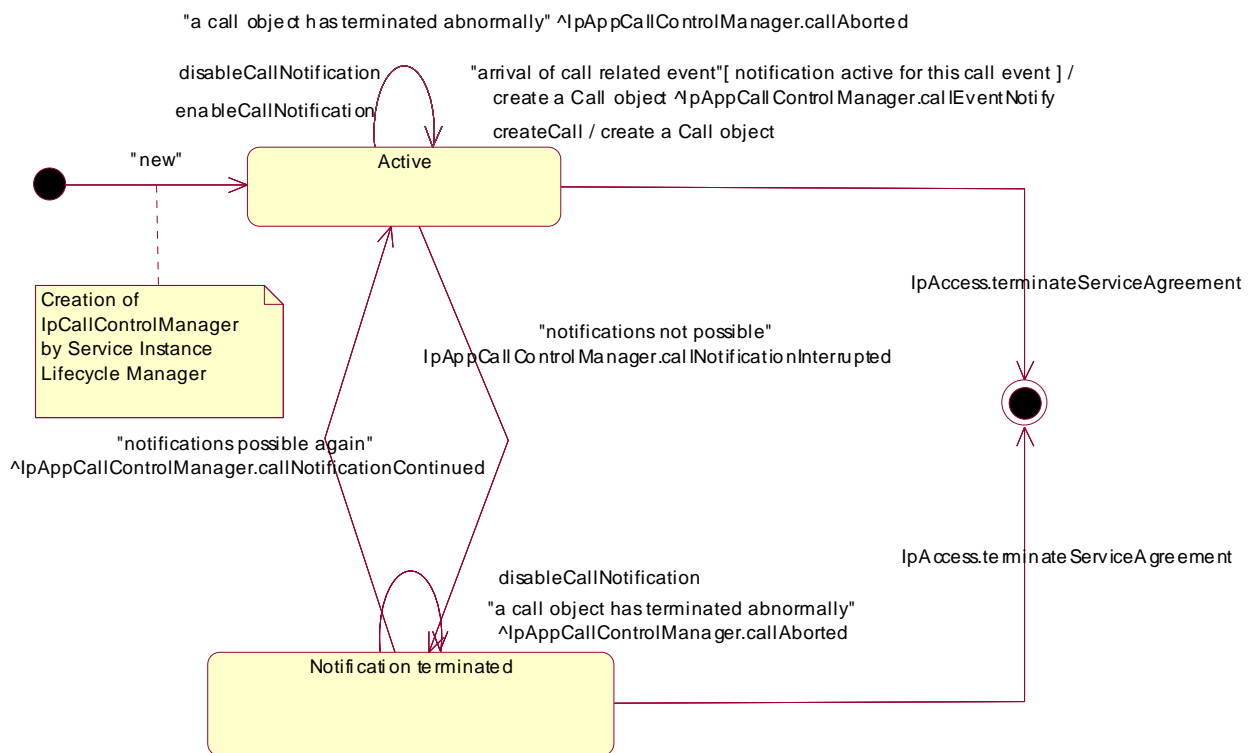 "a call object has terminated abnormally" ^IpAppCallControlManager.callAborted
disableCallNotification
enableCallNotification
"arrival of call related event"[ notification active for this call event ] /
create a Call object ^IpAppCallControlManager.callEventNotify
createCall / create a Call object
"new"
Active
Creation of
IpCallControlManager
by Service Instance
Lifecycle Manager
IpAccess.terminateServiceAgreement
"notifications not possible"
IpAppCallControlManager.callNotificationInterrupted
"notifications possible again"
^IpAppCallControlManager.callNotificationContinued
IpAccess.terminateServiceAgreement
disableCallNotification
"a call object has terminated abnormally"
^IpAppCallControlManager.callAborted
Notification terminated